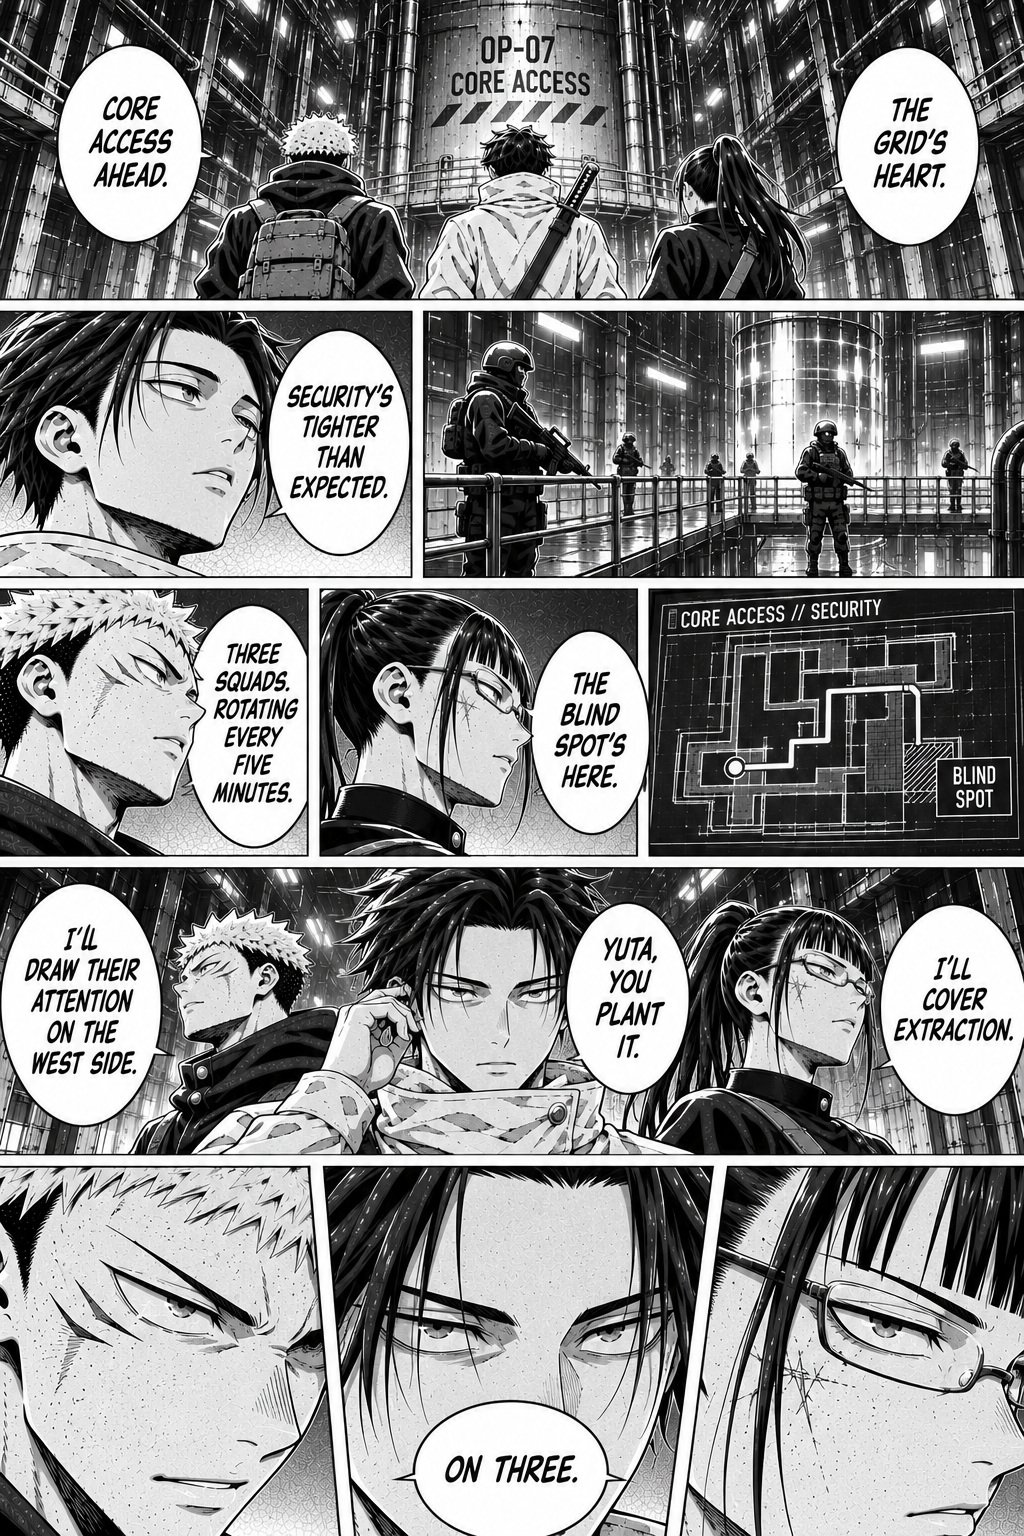 OP-07
CORE ACCESS
CORE
ACCESS
AHEAD.
THE
GRID'S
HEART.
SECURITY'S
TIGHTER
THAN
EXPECTED.
THREE
SQUADS.
ROTATING
EVERY
FIVE
MINUTES.
THE
BLIND
SPOT'S
HERE.
CORE ACCESS // SECURITY
BLIND
SPOT
I'LL
DRAW THEIR
ATTENTION
ON THE
WEST SIDE.
YUTA,
YOU
PLANT
IT.
I'LL
COVER
EXTRACTION.
ON THREE.